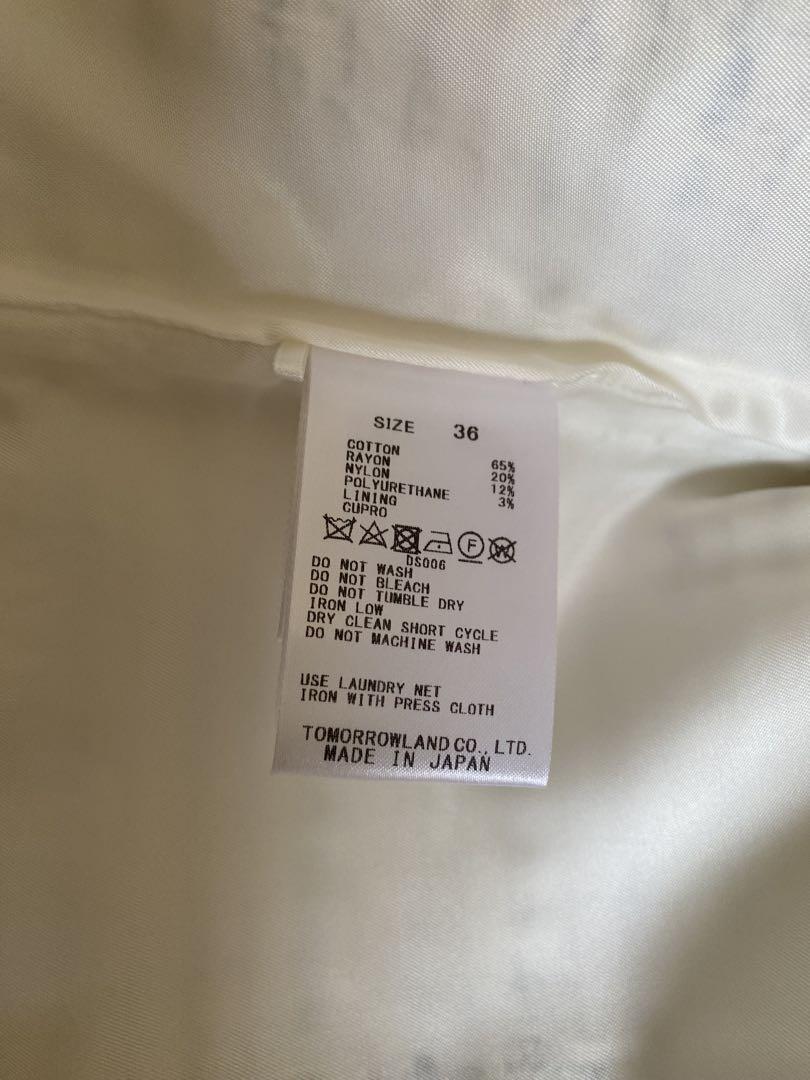 SIZE 36
COTTON 65%
RAYON 20%
NYLON 12%
POLYURETHANE 3%
LINING
CUPRO
F W
DS006
DO NOT WASH
DO NOT BLEACH
DO NOT TUMBLE DRY
IRON LOW
DRY CLEAN SHORT CYCLE
DO NOT MACHINE WASH
USE LAUNDRY NET
IRON WITH PRESS CLOTH
TOMORROWLAND CO., LTD.
MADE IN JAPAN